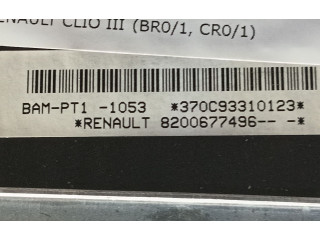 RENAULT CLIO III (BR0/1, CR0/1)
BAM-PT1 -1053 *370C93310123*
*RENAULT 8200677496-- -*